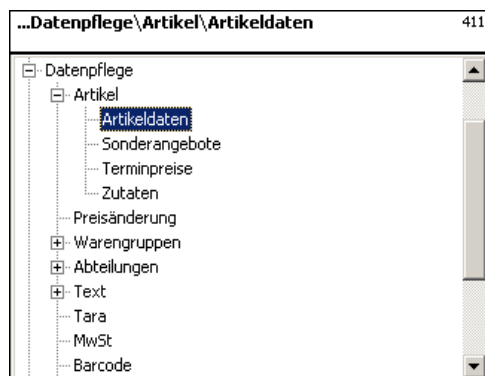 ...Datenpflege\Artikel\Artikeldaten 411
Datenpflege
Artikel
Artikeldaten
Sonderangebote
Terminpreise
Zutaten
Preisänderung
Warengruppen
Abteilungen
Text
Tara
MwSt
Barcode